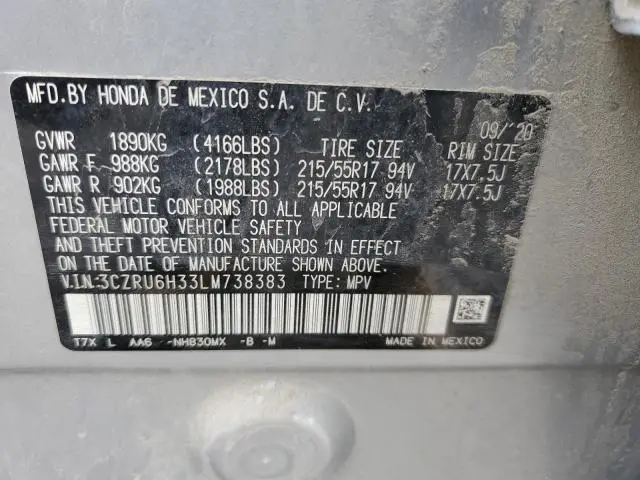 MFD.BY HONDA DE MEXICO S.A. DE C.V.
09/'20
GVWR 1890KG (4166LBS) TIRE SIZE RIM SIZE
GAWR F 988KG (2178LBS) 215/55R17 94V 17X7.5J
GAWR R 902KG (1988LBS) 215/55R17 94V 17X7.5J
THIS VEHICLE CONFORMS TO ALL APPLICABLE
FEDERAL MOTOR VEHICLE SAFETY
AND THEFT PREVENTION STANDARDS IN EFFECT
ON THE DATE OF MANUFACTURE SHOWN ABOVE.
V.I.N:3CZRU6H33LM738383 TYPE: MPV
T7X L AA6 -NH830MX -B -M MADE IN MEXICO